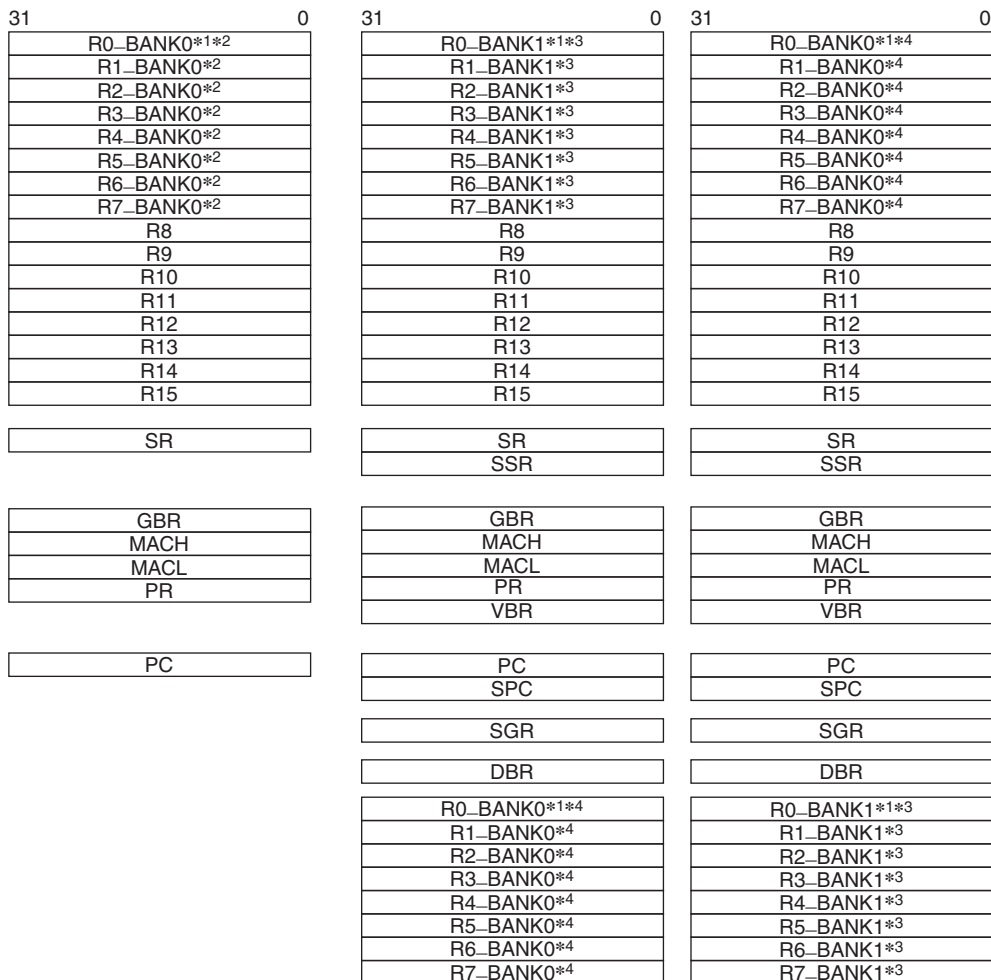 31 0
R0_BANK0*1*2
R1_BANK0*2
R2_BANK0*2
R3_BANK0*2
R4_BANK0*2
R5_BANK0*2
R6_BANK0*2
R7_BANK0*2
R8
R9
R10
R11
R12
R13
R14
R15
SR
GBR
MACH
MACL
PR
PC
31 0
R0_BANK1*1*3
R1_BANK1*3
R2_BANK1*3
R3_BANK1*3
R4_BANK1*3
R5_BANK1*3
R6_BANK1*3
R7_BANK1*3
R8
R9
R10
R11
R12
R13
R14
R15
SR
SSR
GBR
MACH
MACL
PR
VBR
PC
SPC
SGR
DBR
R0_BANK0*1*4
R1_BANK0*4
R2_BANK0*4
R3_BANK0*4
R4_BANK0*4
R5_BANK0*4
R6_BANK0*4
R7_BANK0*4
31 0
R0_BANK0*1*4
R1_BANK0*4
R2_BANK0*4
R3_BANK0*4
R4_BANK0*4
R5_BANK0*4
R6_BANK0*4
R7_BANK0*4
R8
R9
R10
R11
R12
R13
R14
R15
SR
SSR
GBR
MACH
MACL
PR
VBR
PC
SPC
SGR
DBR
R0_BANK1*1*3
R1_BANK1*3
R2_BANK1*3
R3_BANK1*3
R4_BANK1*3
R5_BANK1*3
R6_BANK1*3
R7_BANK1*3